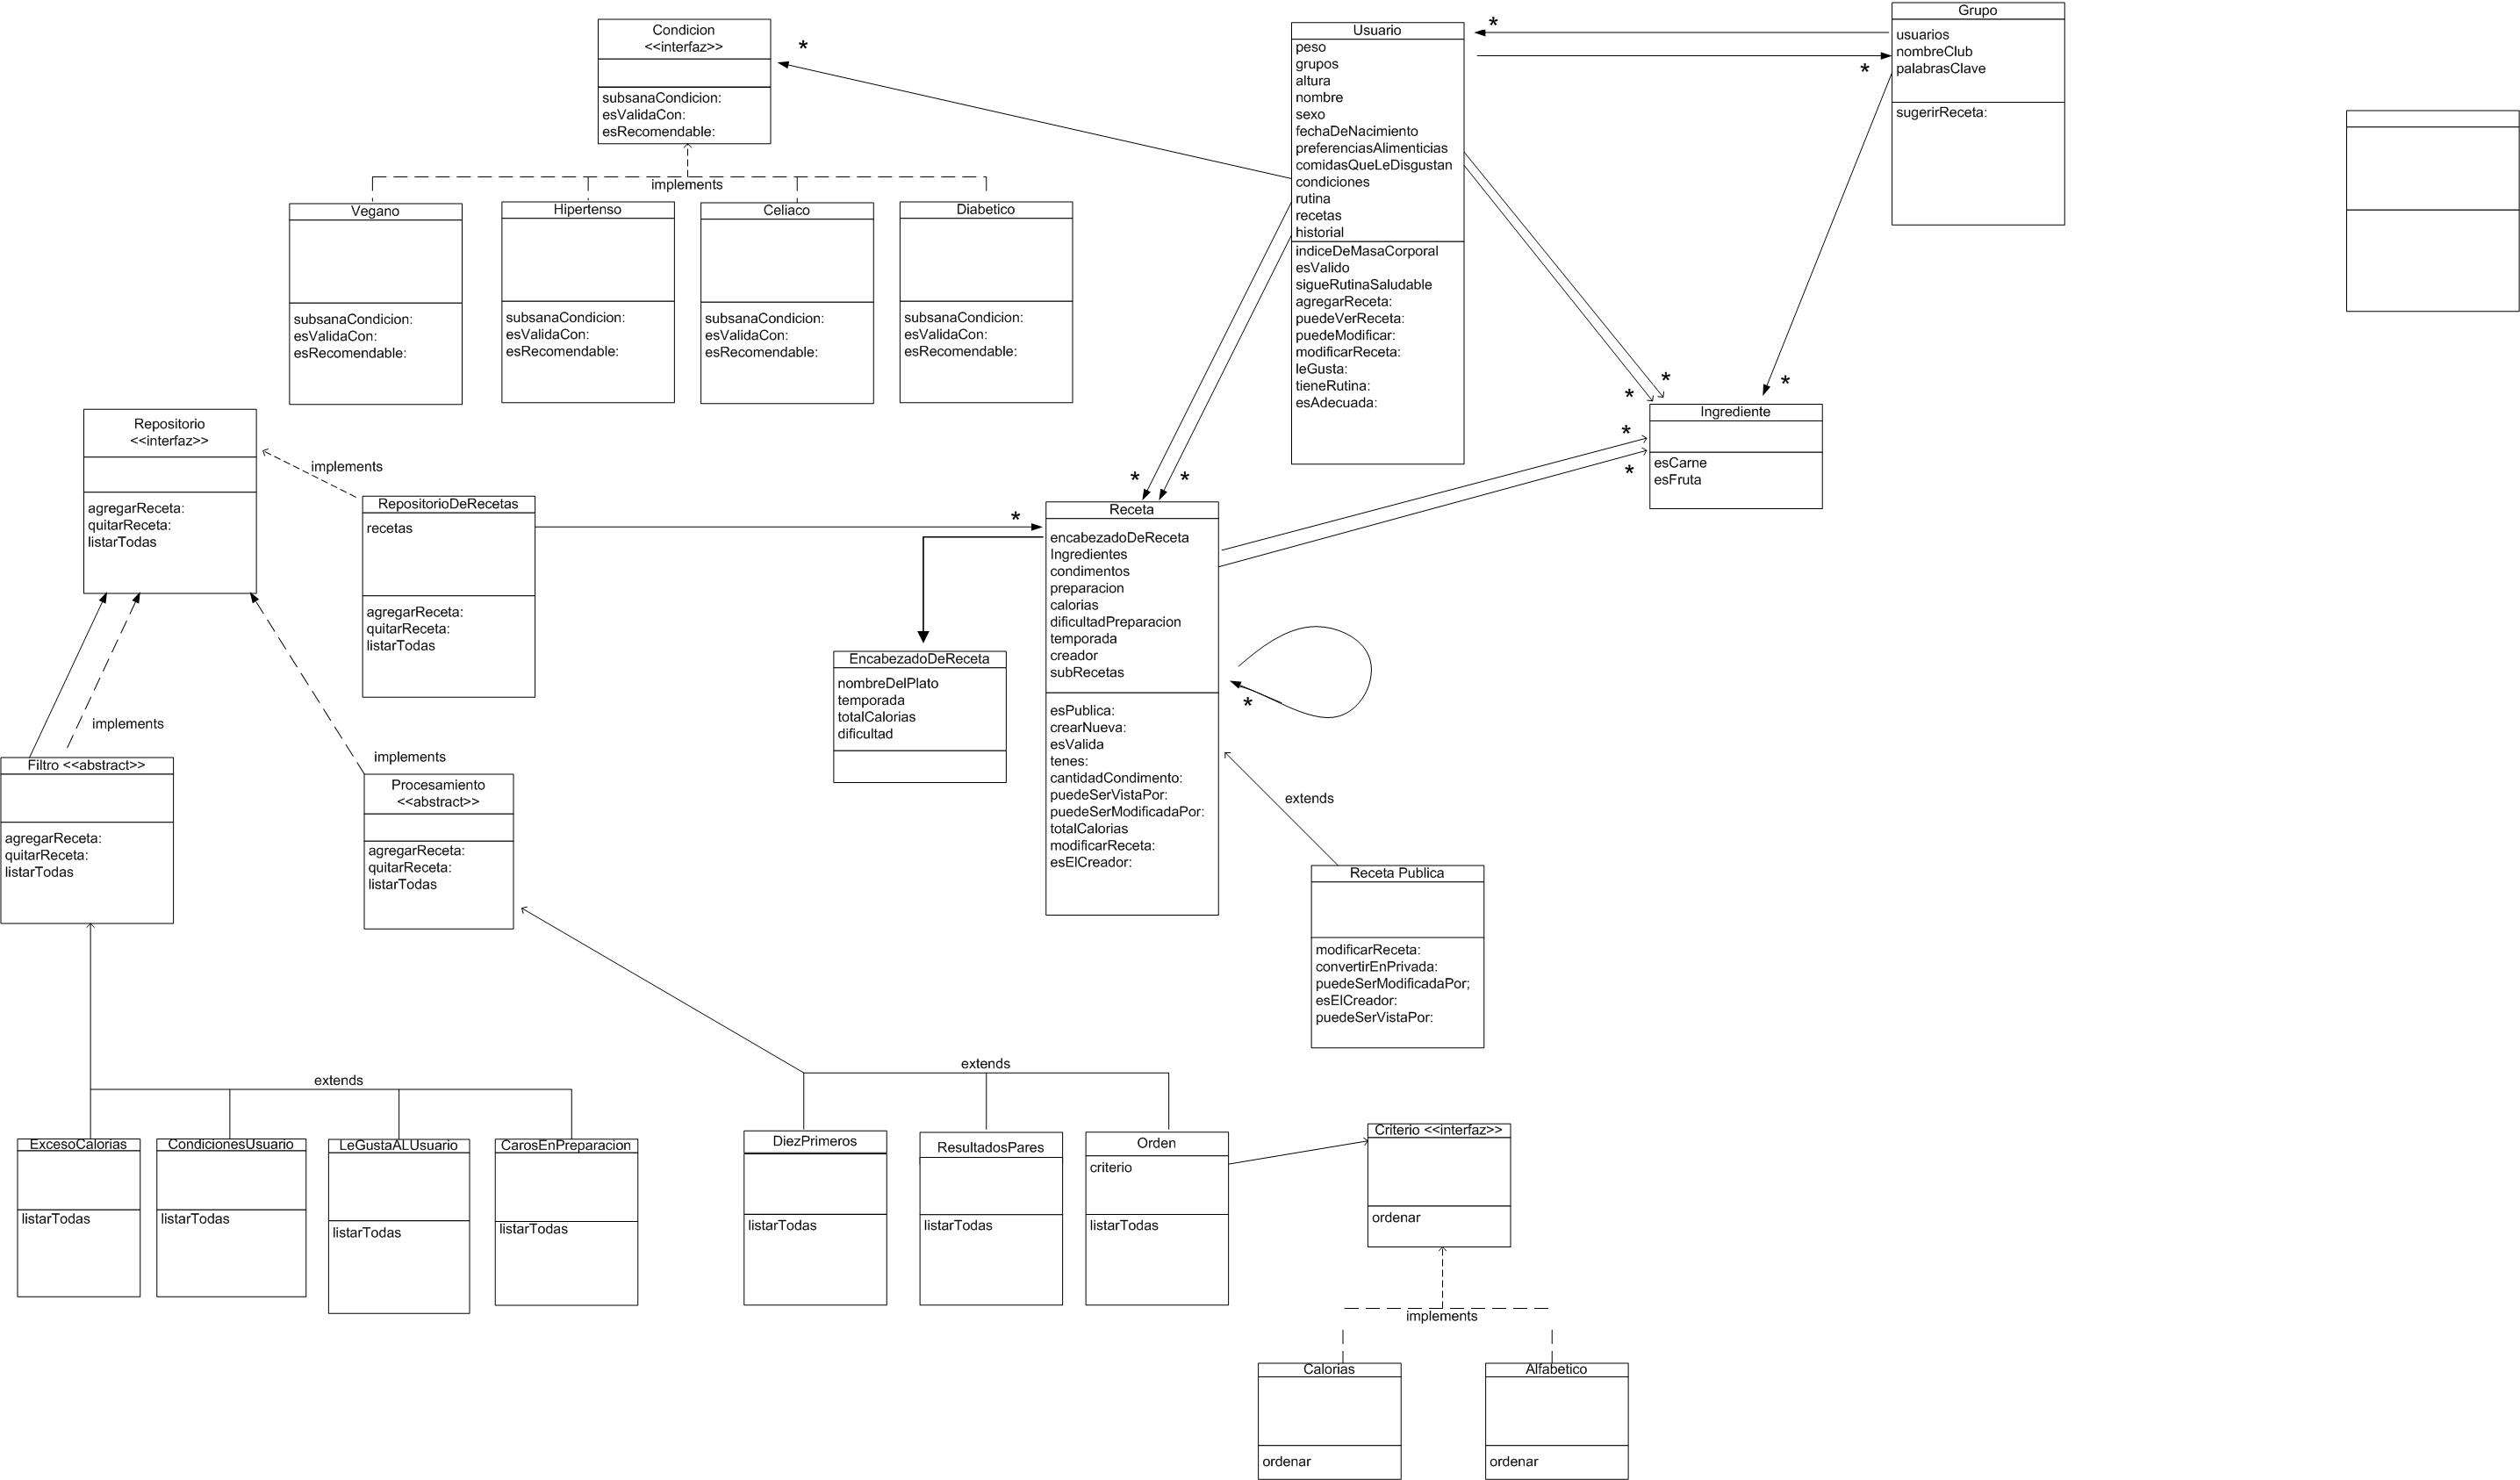 Condicion
<<interfaz>>
subsanaCondicion:
esValidaCon:
esRecomendable:
*
implements
Vegano
subsanaCondicion:
esValidaCon:
esRecomendable:
Hipertenso
subsanaCondicion:
esValidaCon:
esRecomendable:
Celiaco
subsanaCondicion:
esValidaCon:
esRecomendable:
Diabetico
subsanaCondicion:
esValidaCon:
esRecomendable:
Usuario
peso
grupos
altura
nombre
sexo
fechaDeNacimiento
preferenciasAlimenticias
comidasQueLeDisgustan
condiciones
rutina
recetas
historial
indiceDeMasaCorporal
esValido
sigueRutinaSaludable
agregarReceta:
puedeVerReceta:
puedeModificar:
modificarReceta:
leGusta:
tieneRutina:
esAdecuada:
*
*
Grupo
usuarios
nombreClub
palabrasClave
sugerirReceta:
*
*
*
Ingrediente
esCarne
esFruta
*
*
*
*
Repositorio
<<interfaz>>
agregarReceta:
quitarReceta:
listarTodas
implements
RepositorioDeRecetas
recetas
agregarReceta:
quitarReceta:
listarTodas
*
Receta
encabezadoDeReceta
Ingredientes
condimentos
preparacion
calorias
dificultadPreparacion
temporada
creador
subRecetas
esPublica:
crearNueva:
esValida
tenes:
cantidadCondimento:
puedeSerVistaPor:
puedeSerModificadaPor:
totalCalorias
modificarReceta:
esElCreador:
*
EncabezadoDeReceta
nombreDelPlato
temporada
totalCalorias
dificultad
implements
implements
Filtro <<abstract>>
agregarReceta:
quitarReceta:
listarTodas
Procesamiento
<<abstract>>
agregarReceta:
quitarReceta:
listarTodas
extends
Receta Publica
modificarReceta:
convertirEnPrivada:
puedeSerModificadaPor;
esElCreador:
puedeSerVistaPor:
extends
ExcesoCalorias
listarTodas
CondicionesUsuario
listarTodas
LeGustaALUsuario
listarTodas
CarosEnPreparacion
listarTodas
extends
DiezPrimeros
listarTodas
ResultadosPares
listarTodas
Orden
criterio
listarTodas
Criterio <<interfaz>>
ordenar
implements
Calorias
ordenar
Alfabetico
ordenar